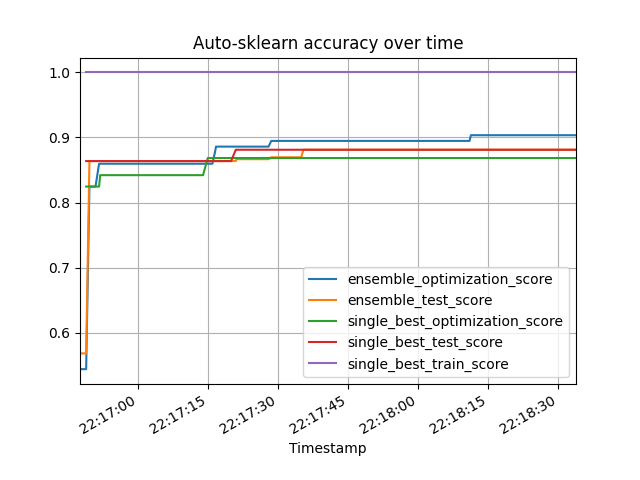 Auto-sklearn accuracy over time
1.0
0.9
0.8
0.7
0.6
ensemble_optimization_score
ensemble_test_score
single_best_optimization_score
single_best_test_score
single_best_train_score
22:17:00
22:17:15
22:17:30
22:17:45
22:18:00
22:18:15
22:18:30
Timestamp